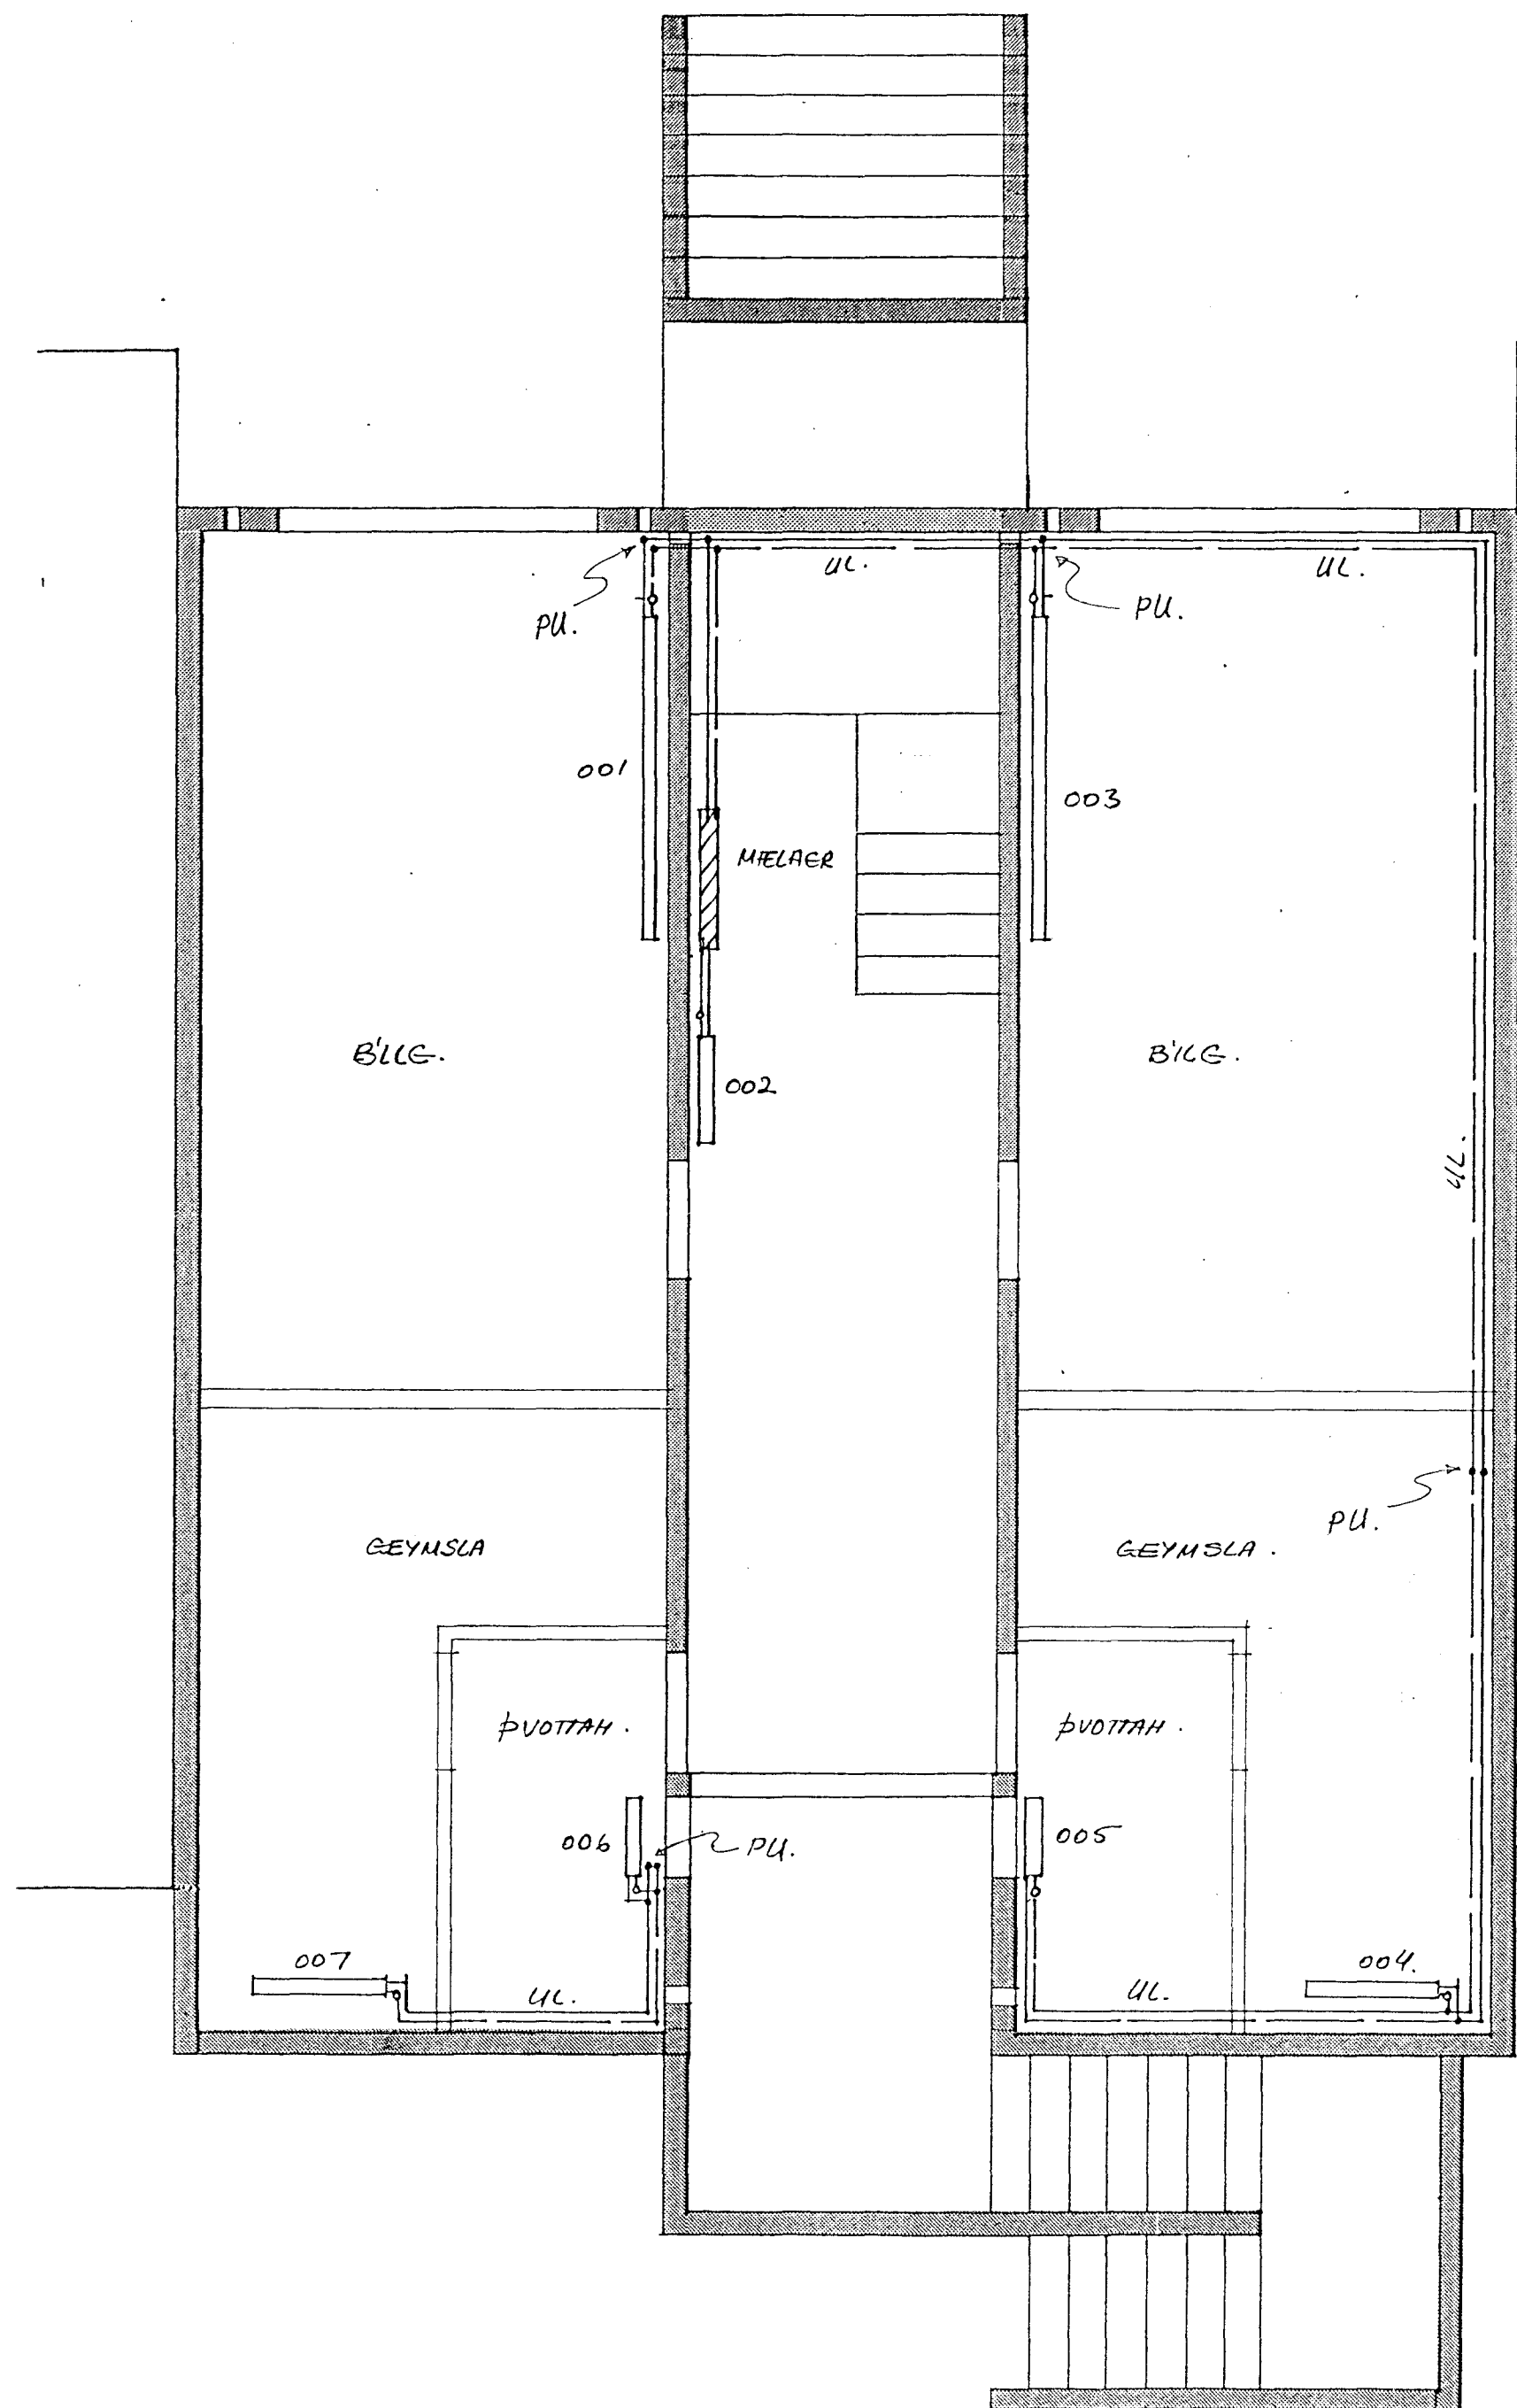 UL.
UL.
PU.
PU.
001
003
MÆLAER
BÍLG.
BÍLG.
002
UL.
PU.
GEYMSLA
GEYMSLA.
ÞVOTTAH.
ÞVOTTAH.
006
PU.
005
007
004.
UL.
UL.